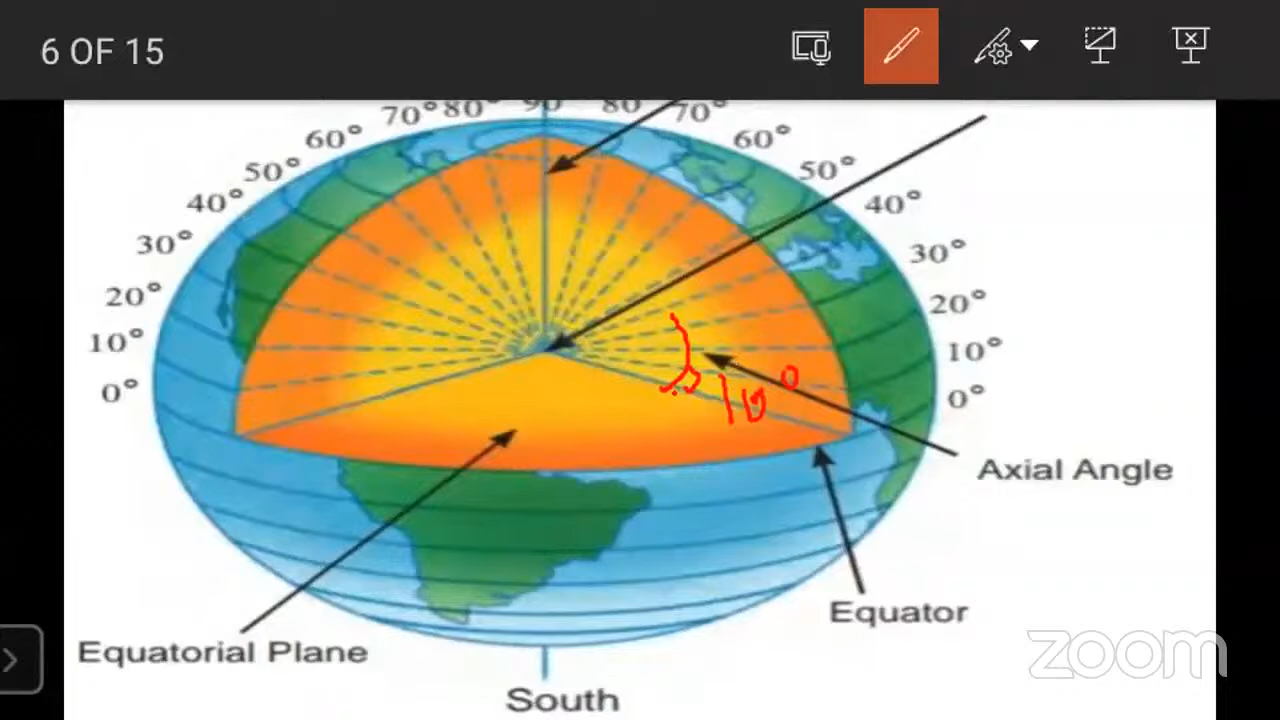 6 OF 15
70° 80° 90 80 70°
60° 60°
50° 50°
40° 40°
30° 30°
20° 20°
10° 10°
0° 0°
Axial Angle
Equator
Equatorial Plane
South
zoom